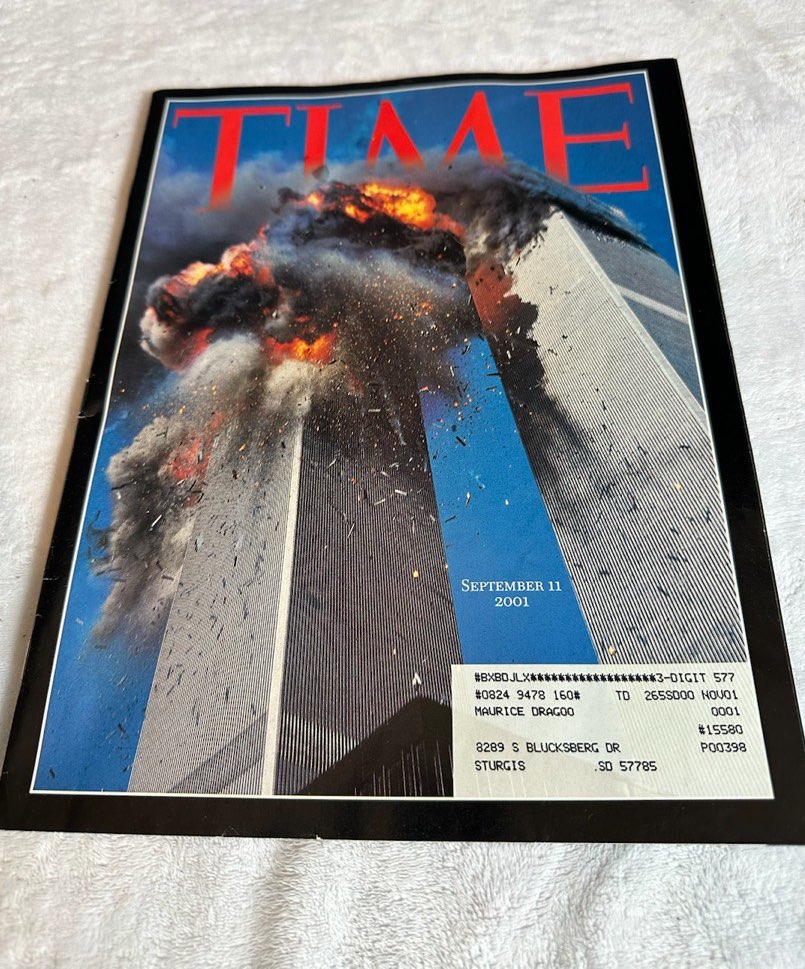 TIME
SEPTEMBER 11
2001
#BXBDJLX******************3-DIGIT 577
#0824 9478 160# TD 265SD00 NOV01
MAURICE DRAGOO 0001
#15580
8289 S BLUCKSBERG DR P00398
STURGIS .SD 57785